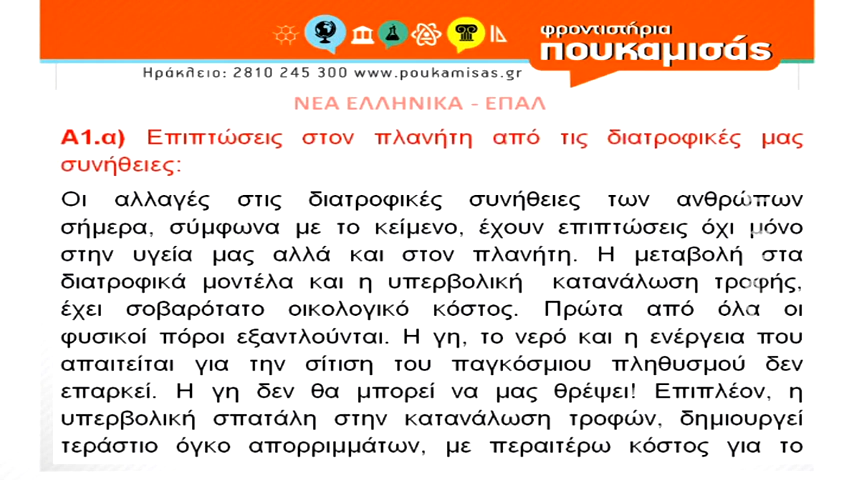 φροντιστήρια
πουκαμισάς
Ηράκλειο: 2810 245 300 www.poukamisas.gr
ΝΕΑ ΕΛΛΗΝΙΚΑ - ΕΠΑΛ
Α1.α) Επιπτώσεις στον πλανήτη από τις διατροφικές μας
συνήθειες:
Οι αλλαγές στις διατροφικές συνήθειες των ανθρώπων
σήμερα, σύμφωνα με το κείμενο, έχουν επιπτώσεις όχι μόνο
στην υγεία μας αλλά και στον πλανήτη. Η μεταβολή στα
διατροφικά μοντέλα και η υπερβολική κατανάλωση τροφής,
έχει σοβαρότατο οικολογικό κόστος. Πρώτα από όλα οι
φυσικοί πόροι εξαντλούνται. Η γη, το νερό και η ενέργεια που
απαιτείται για την σίτιση του παγκόσμιου πληθυσμού δεν
επαρκεί. Η γη δεν θα μπορεί να μας θρέψει! Επιπλέον, η
υπερβολική σπατάλη στην κατανάλωση τροφών, δημιουργεί
τεράστιο όγκο απορριμμάτων, με περαιτέρω κόστος για το